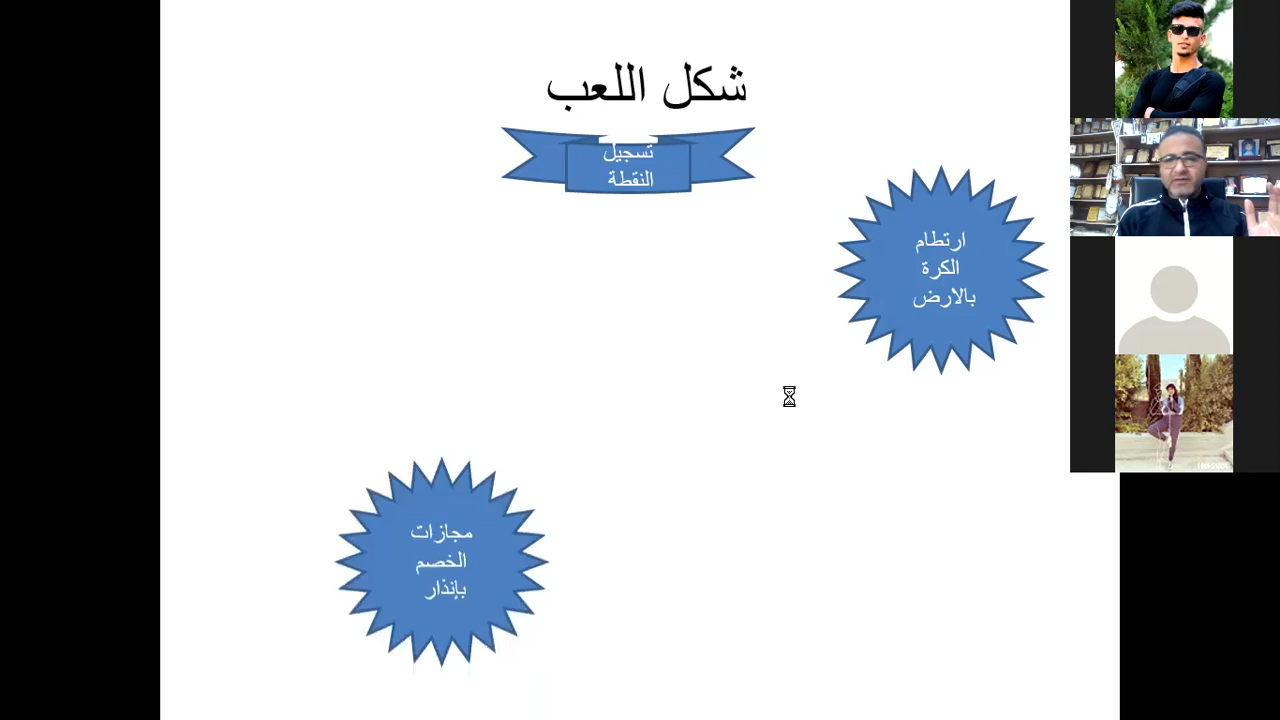 شكل اللعب
تسجيل
النقطة
ارتطام
الكرة
بالارض
مجازات
الخصم
بإنذار